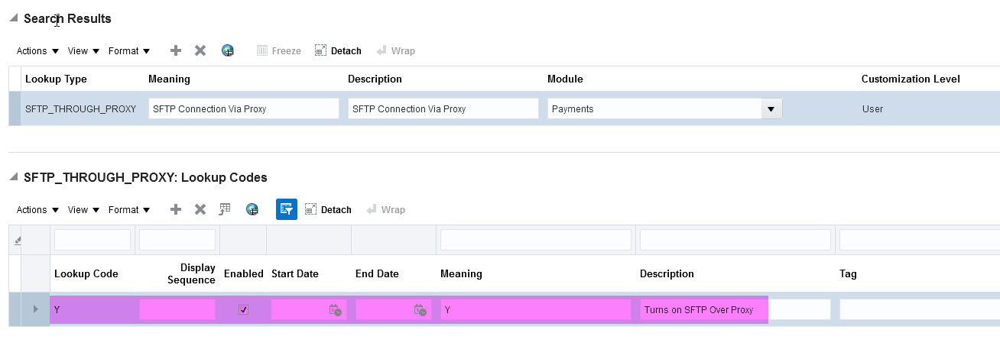 Search Results
Actions View Format Freeze Detach Wrap
Lookup Type Meaning Description Module Customization Level
SFTP_THROUGH_PROXY SFTP Connection Via Proxy SFTP Connection Via Proxy Payments User
SFTP_THROUGH_PROXY: Lookup Codes
Actions View Format Detach Wrap
Lookup Code Display Sequence Enabled Start Date End Date Meaning Description Tag
Y Y Turns on SFTP Over Proxy